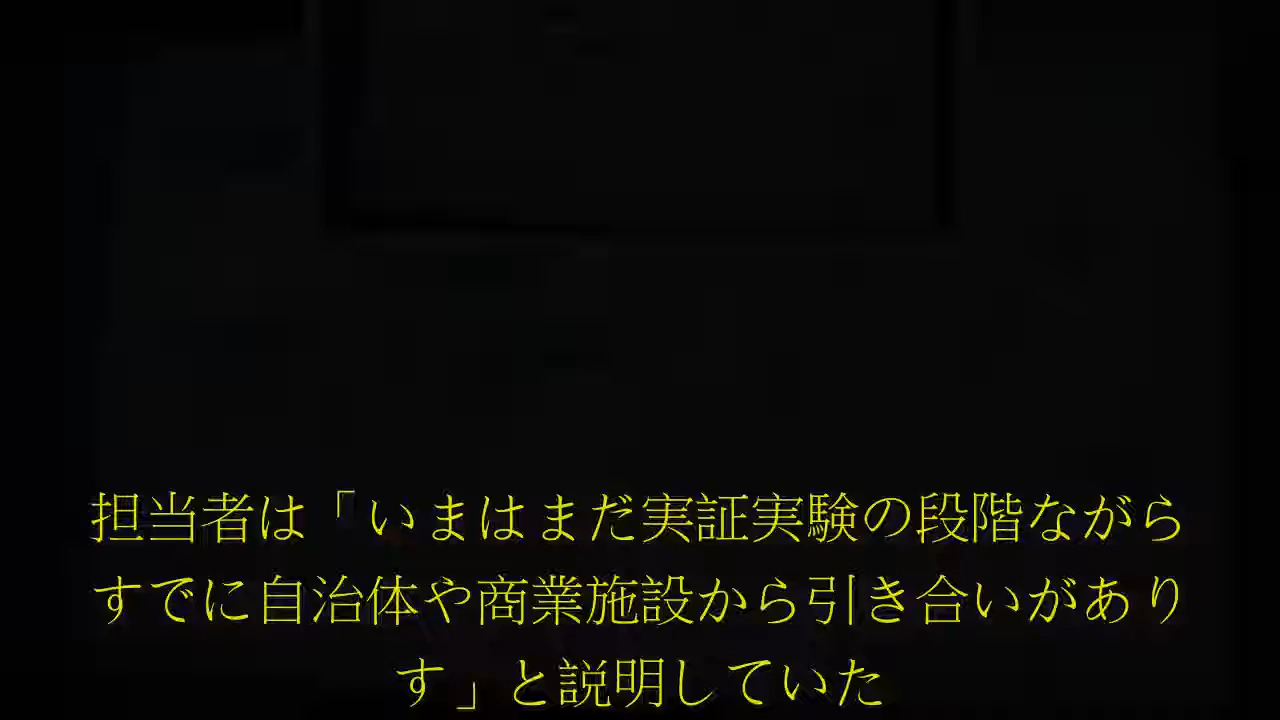 担当者は「いまはまだ実証実験の段階ながら
すでに自治体や商業施設から引き合いがあり
す」と説明していた